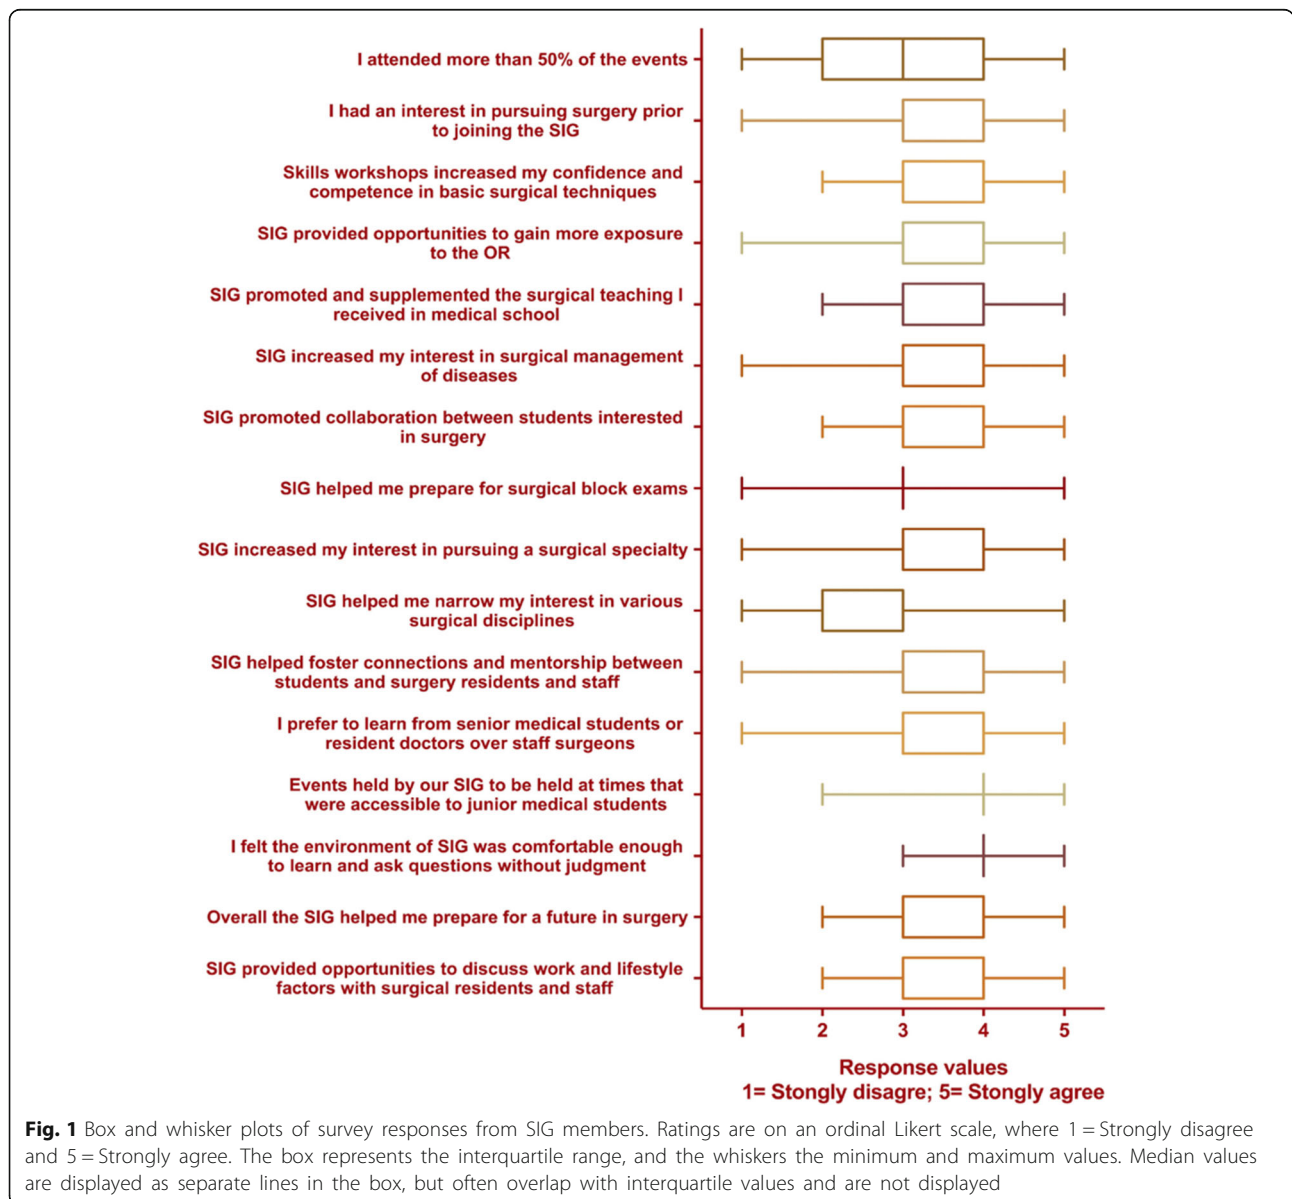 I attended more than 50% of the events
I had an interest in pursuing surgery prior
to joining the SIG
Skills workshops increased my confidence and
competence in basic surgical techniques
SIG provided opportunities to gain more exposure
to the OR
SIG promoted and supplemented the surgical teaching I
received in medical school
SIG increased my interest in surgical management
of diseases
SIG promoted collaboration between students interested
in surgery
SIG helped me prepare for surgical block exams
SIG increased my interest in pursuing a surgical specialty
SIG helped me narrow my interest in various
surgical disciplines
SIG helped foster connections and mentorship between
students and surgery residents and staff
I prefer to learn from senior medical students or
resident doctors over staff surgeons
Events held by our SIG to be held at times that
were accessible to junior medical students
I felt the environment of SIG was comfortable enough
to learn and ask questions without judgment
Overall the SIG helped me prepare for a future in surgery
SIG provided opportunities to discuss work and lifestyle
factors with surgical residents and staff
1 2 3 4 5
Response values
1= Stongly disagre; 5= Stongly agree
Fig. 1 Box and whisker plots of survey responses from SIG members. Ratings are on an ordinal Likert scale, where 1 = Strongly disagree
and 5 = Strongly agree. The box represents the interquartile range, and the whiskers the minimum and maximum values. Median values
are displayed as separate lines in the box, but often overlap with interquartile values and are not displayed